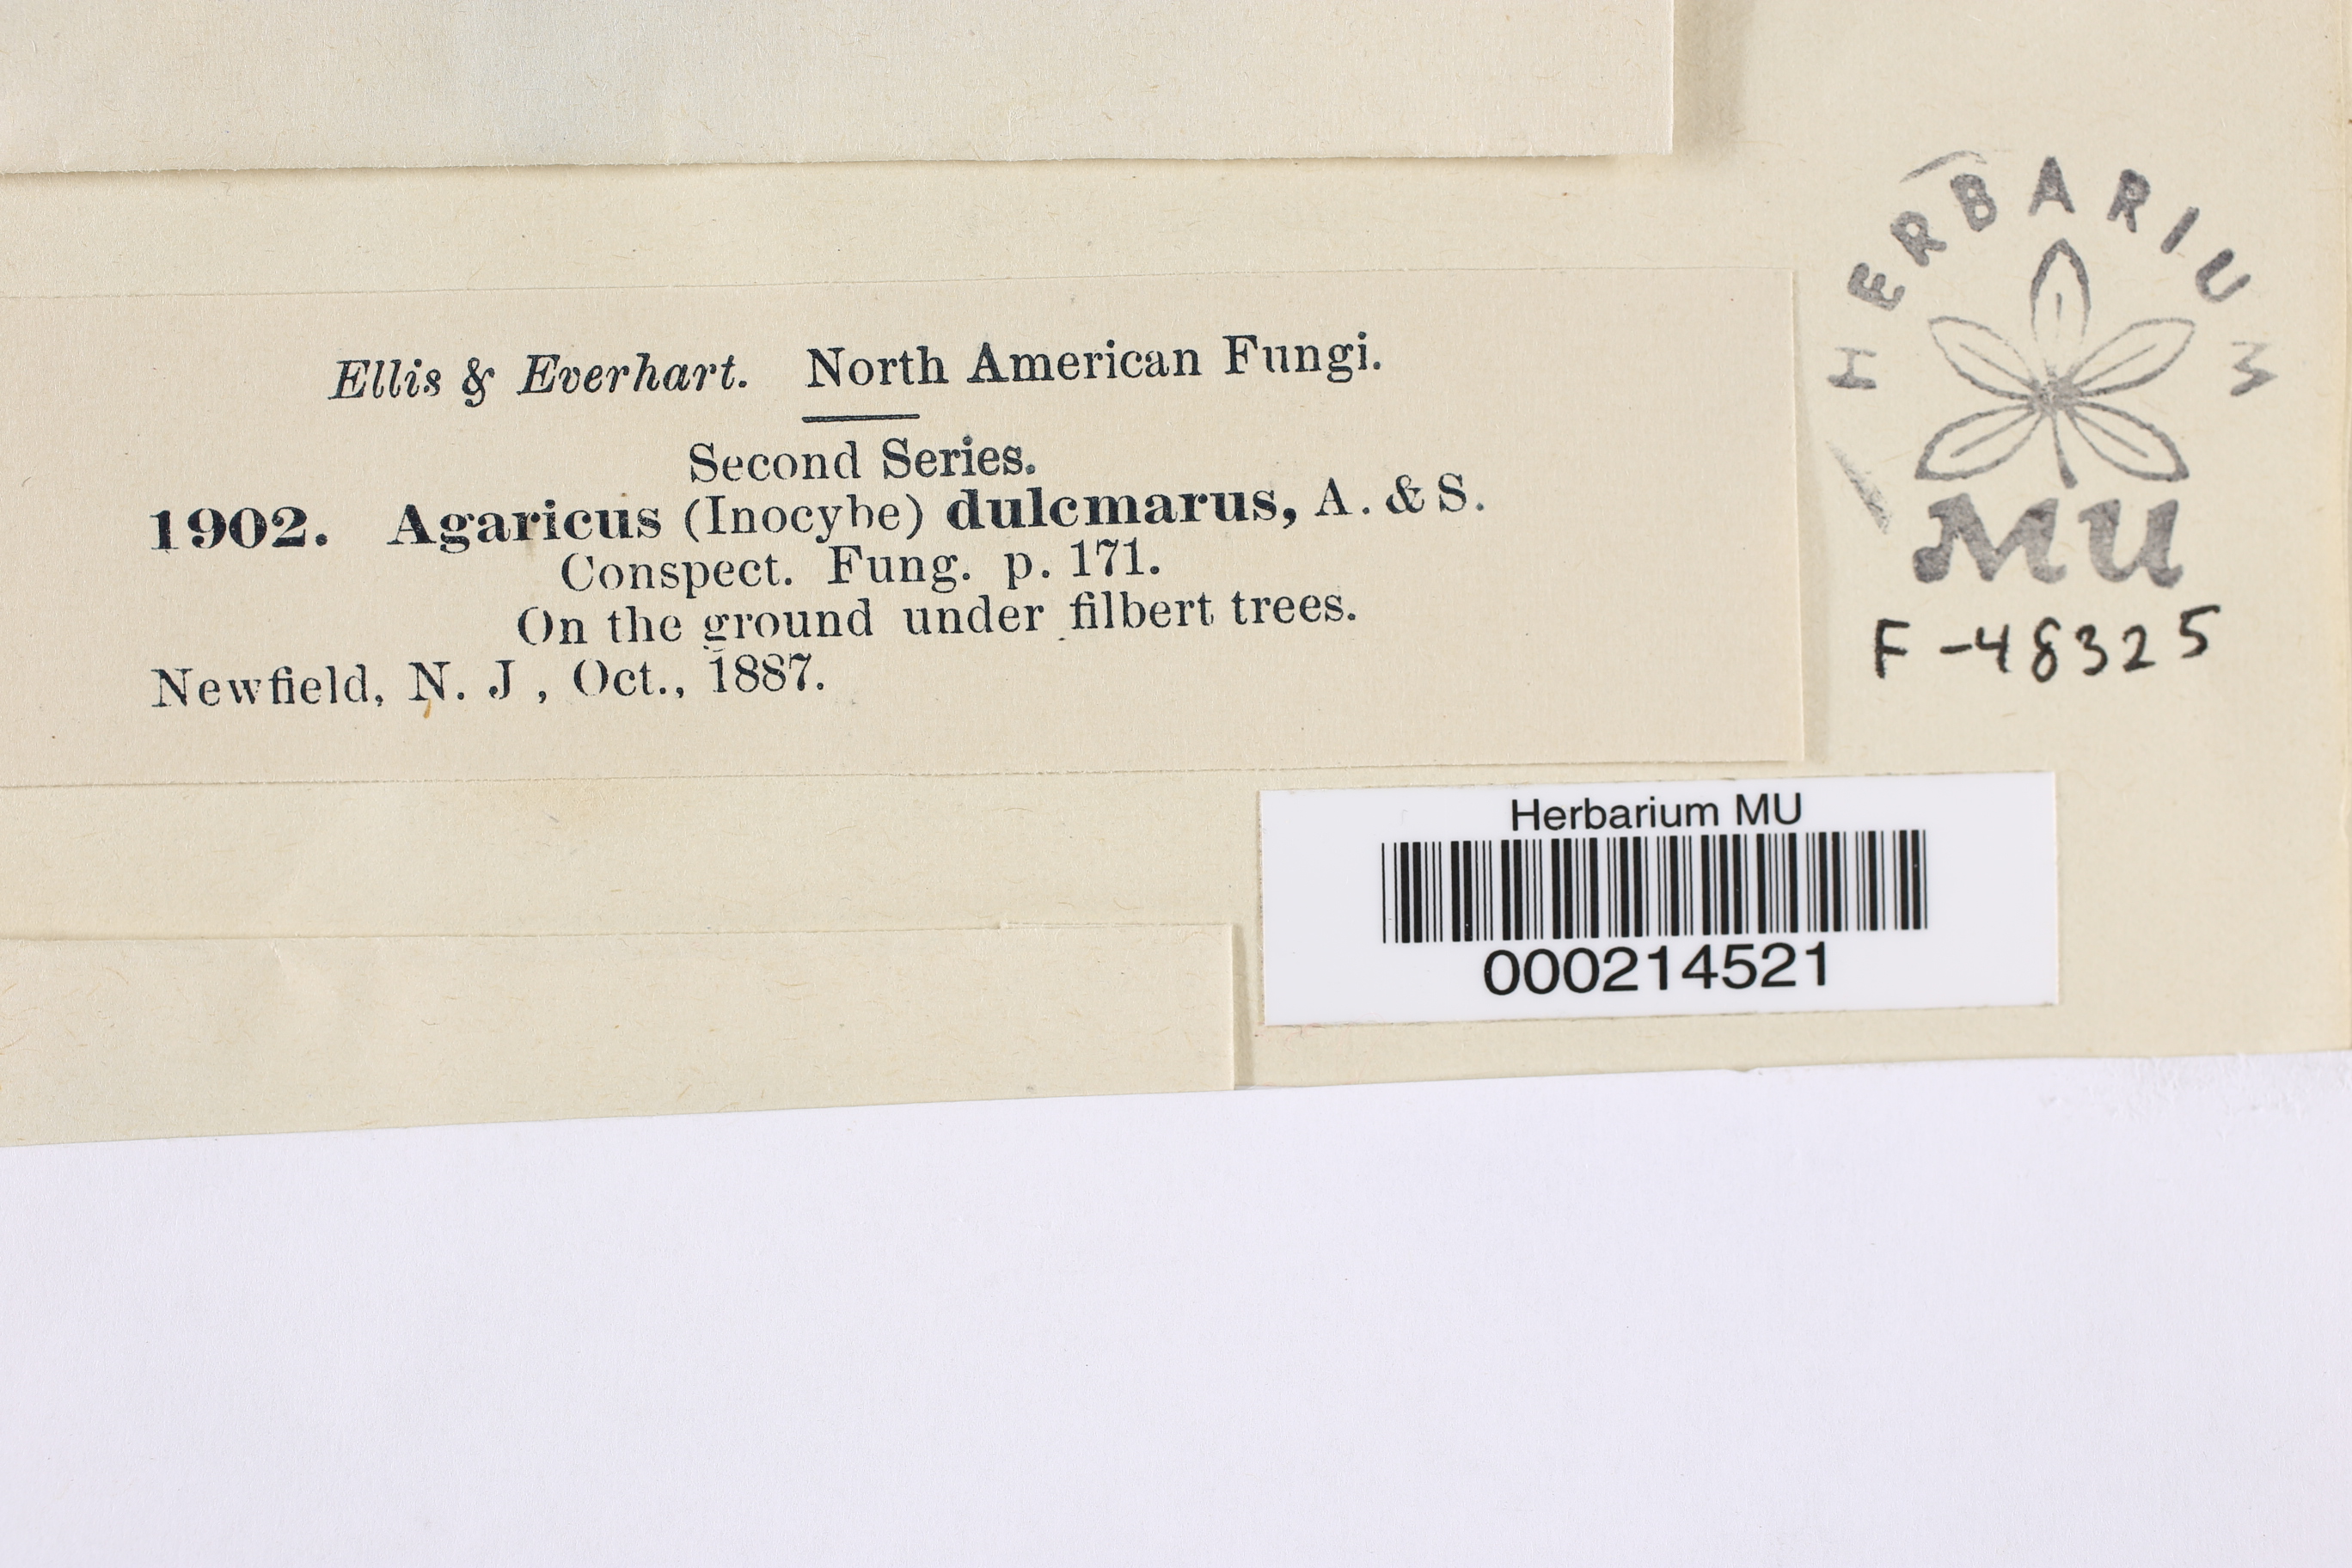 Ellis & Everhart. North American Fungi.
Second Series.
1902. Agaricus (Inocybe) dulcmarus, A. & S.
Conspect. Fung. p. 171.
On the ground under filbert trees.
Newfield, N. J , Oct., 1887.
HERBARIUM
MU
F-48325
Herbarium MU
000214521